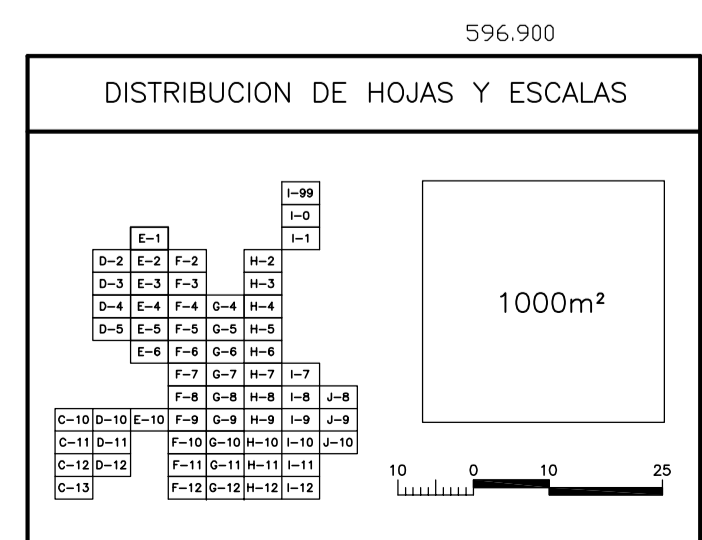 596.900
DISTRIBUCION DE HOJAS Y ESCALAS
I-99
I-0
E-1 I-1
D-2 E-2 F-2 H-2
D-3 E-3 F-3 H-3
D-4 E-4 F-4 G-4 H-4
D-5 E-5 F-5 G-5 H-5
E-6 F-6 G-6 H-6
F-7 G-7 H-7 I-7
F-8 G-8 H-8 I-8 J-8
C-10 D-10 E-10 F-9 G-9 H-9 I-9 J-9
C-11 D-11 F-10 G-10 H-10 I-10 J-10
C-12 D-12 F-11 G-11 H-11 I-11
C-13 F-12 G-12 H-12 I-12
1000m²
10 0 10 25